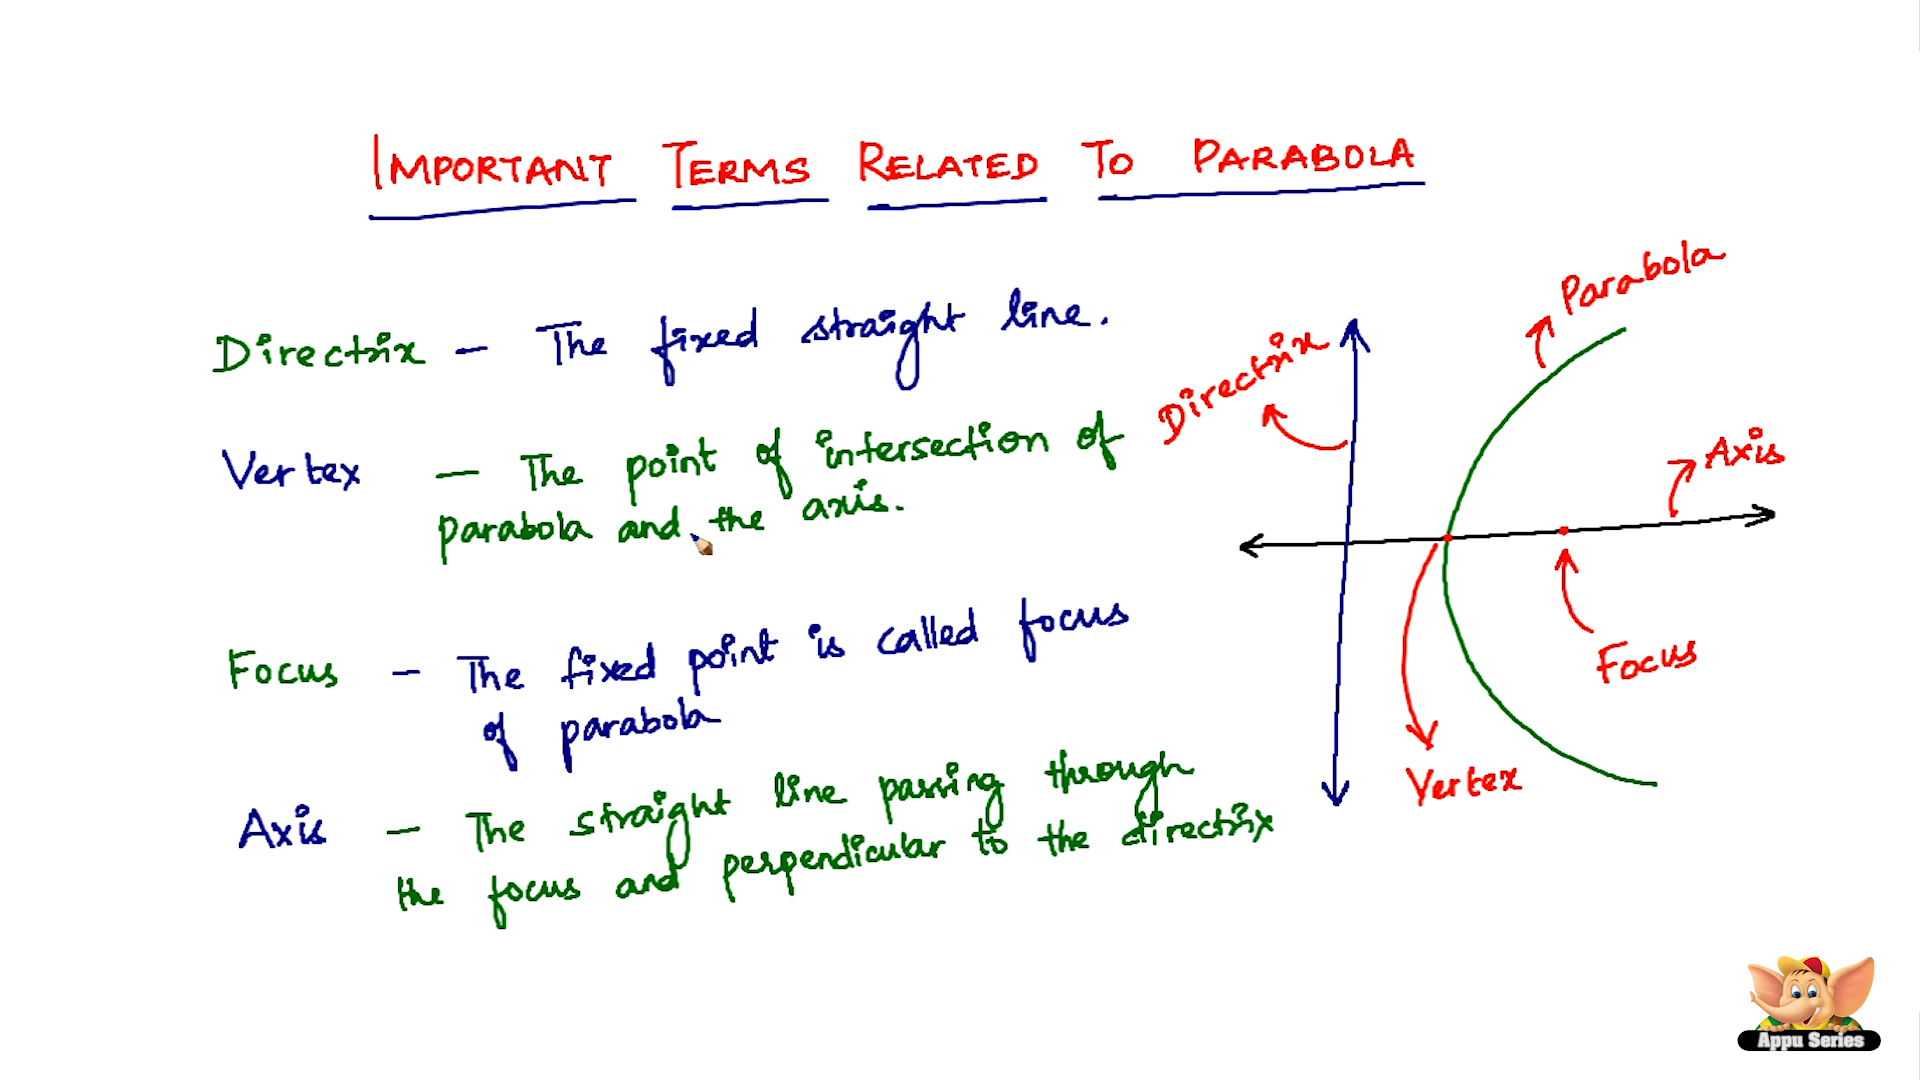 IMPORTANT TERMS RELATED TO PARABOLA
Directrix - The fixed straight line.
Vertex - The point of intersection of
parabola and the axis.
Focus - The fixed point is called focus
of parabola
Axis - The straight line passing through
the focus and perpendicular to the directrix
Parabola
Directrix
Axis
Focus
Vertex
Appu Series